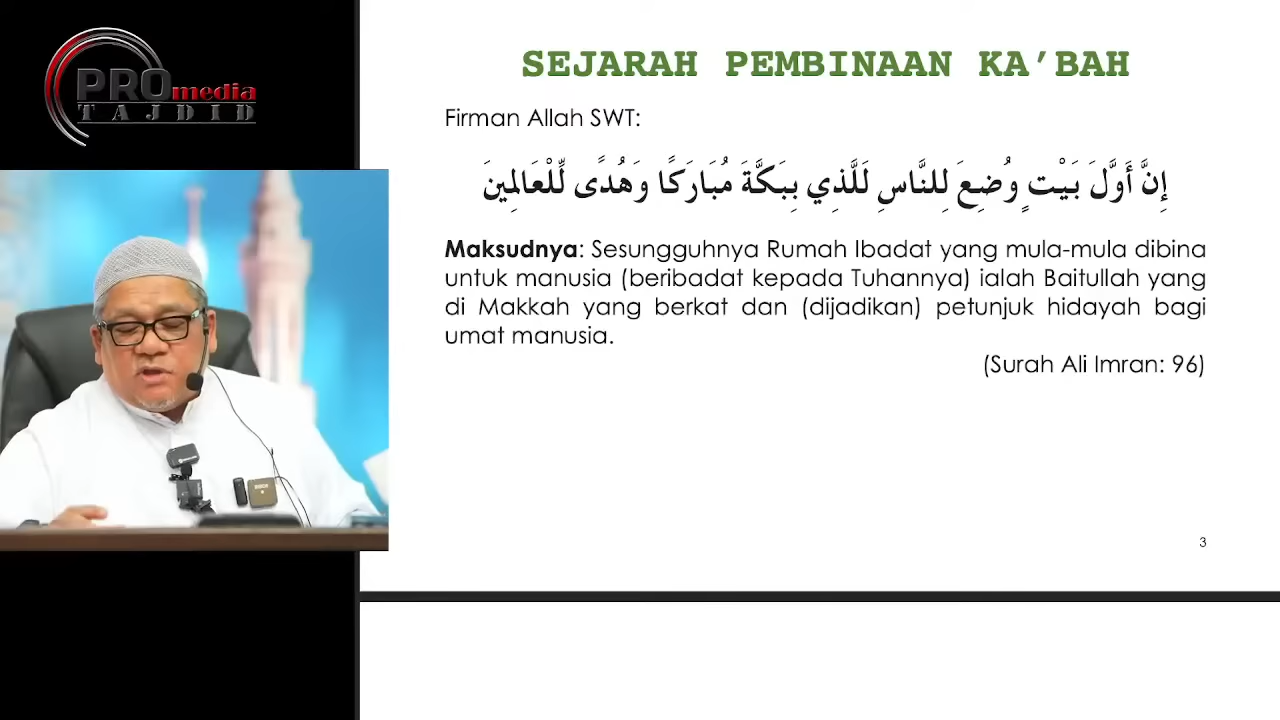 PROmedia
TAJDID
SEJARAH PEMBINAAN KA’BAH
Firman Allah SWT:
إِنَّ أَوَّلَ بَيْتٍ وُضِعَ لِلنَّاسِ لَلَّذِي بِبَكَّةَ مُبَارَكًا وَهُدًى لِّلْعَالَمِينَ
Maksudnya: Sesungguhnya Rumah Ibadat yang mula-mula dibina
untuk manusia (beribadat kepada Tuhannya) ialah Baitullah yang
di Makkah yang berkat dan (dijadikan) petunjuk hidayah bagi
umat manusia.
(Surah Ali Imran: 96)
3